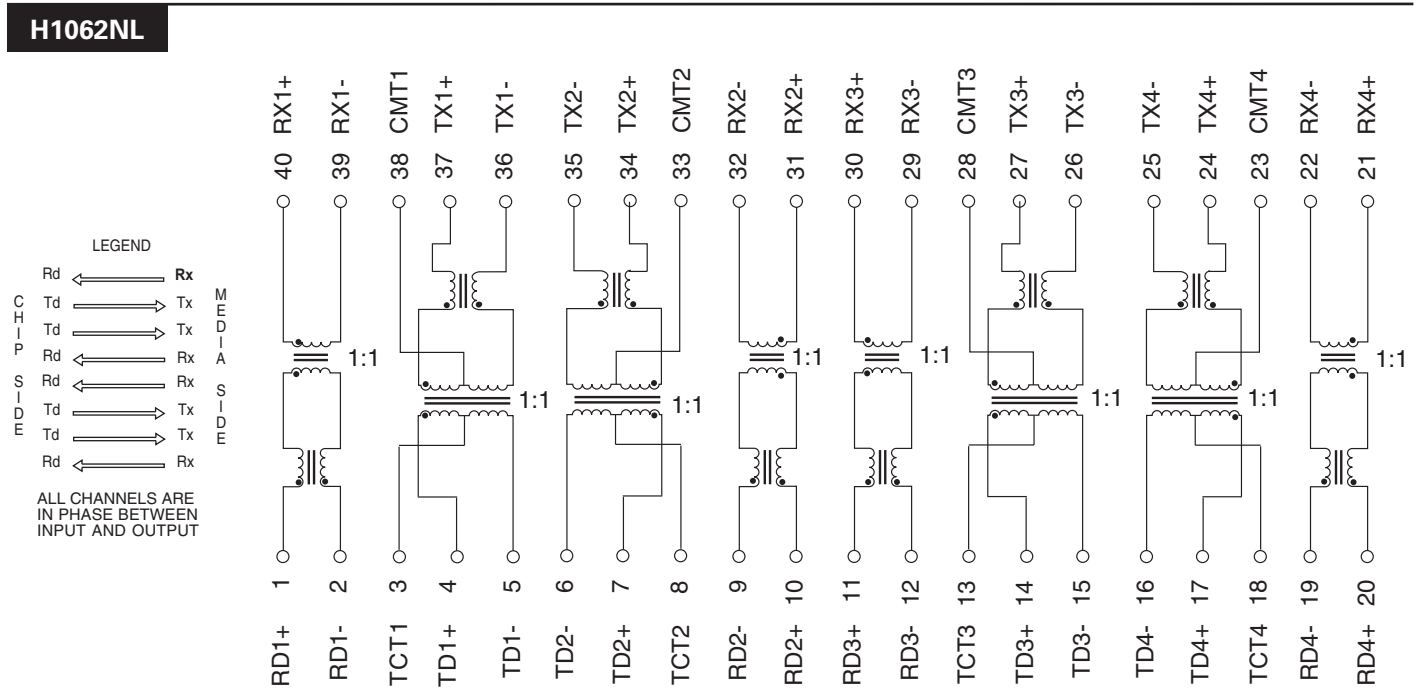 H1062NL
RX1+ RX1- CMT1 TX1+ TX1- TX2- TX2+ CMT2 RX2- RX2+ RX3+ RX3- CMT3 TX3+ TX3- TX4- TX4+ CMT4 RX4- RX4+
40 39 38 37 36 35 34 33 32 31 30 29 28 27 26 25 24 23 22 21
LEGEND
Rd Rx
Td Tx
Td Tx
Rd Rx
Rd Rx
Td Tx
Td Tx
Rd Rx
CHIP SIDE
MEDIA SIDE
ALL CHANNELS ARE
IN PHASE BETWEEN
INPUT AND OUTPUT
1:1 1:1 1:1 1:1 1:1 1:1 1:1 1:1
1 2 3 4 5 6 7 8 9 10 11 12 13 14 15 16 17 18 19 20
RD1+ RD1- TCT1 TD1+ TD1- TD2- TD2+ TCT2 RD2- RD2+ RD3+ RD3- TCT3 TD3+ TD3- TD4- TD4+ TCT4 RD4- RD4+